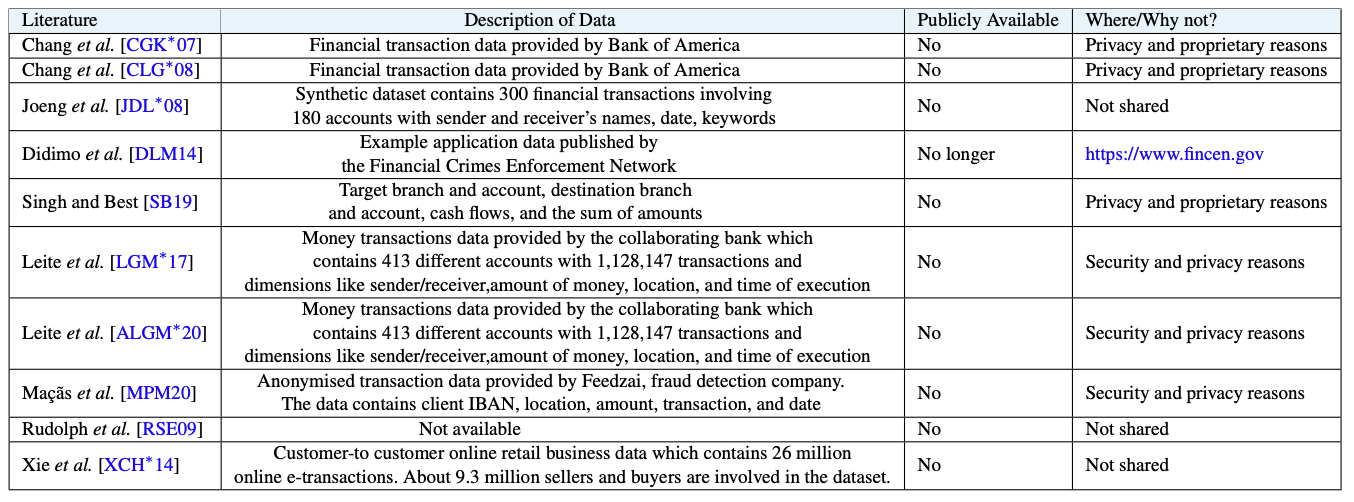 Literature Description of Data Publicly Available Where/Why not?
Chang et al. [CGK*07] Financial transaction data provided by Bank of America No Privacy and proprietary reasons
Chang et al. [CLG*08] Financial transaction data provided by Bank of America No Privacy and proprietary reasons
Joeng et al. [JDL*08] Synthetic dataset contains 300 financial transactions involving
180 accounts with sender and receiver's names, date, keywords No Not shared
Didimo et al. [DLM14] Example application data published by
the Financial Crimes Enforcement Network No longer https://www.fincen.gov
Singh and Best [SB19] Target branch and account, destination branch
and account, cash flows, and the sum of amounts No Privacy and proprietary reasons
Leite et al. [LGM*17] Money transactions data provided by the collaborating bank which
contains 413 different accounts with 1,128,147 transactions and
dimensions like sender/receiver,amount of money, location, and time of execution No Security and privacy reasons
Leite et al. [ALGM*20] Money transactions data provided by the collaborating bank which
contains 413 different accounts with 1,128,147 transactions and
dimensions like sender/receiver,amount of money, location, and time of execution No Security and privacy reasons
Maçãs et al. [MPM20] Anonymised transaction data provided by Feedzai, fraud detection company.
The data contains client IBAN, location, amount, transaction, and date No Security and privacy reasons
Rudolph et al. [RSE09] Not available No Not shared
Xie et al. [XCH*14] Customer-to customer online retail business data which contains 26 million
online e-transactions. About 9.3 million sellers and buyers are involved in the dataset. No Not shared